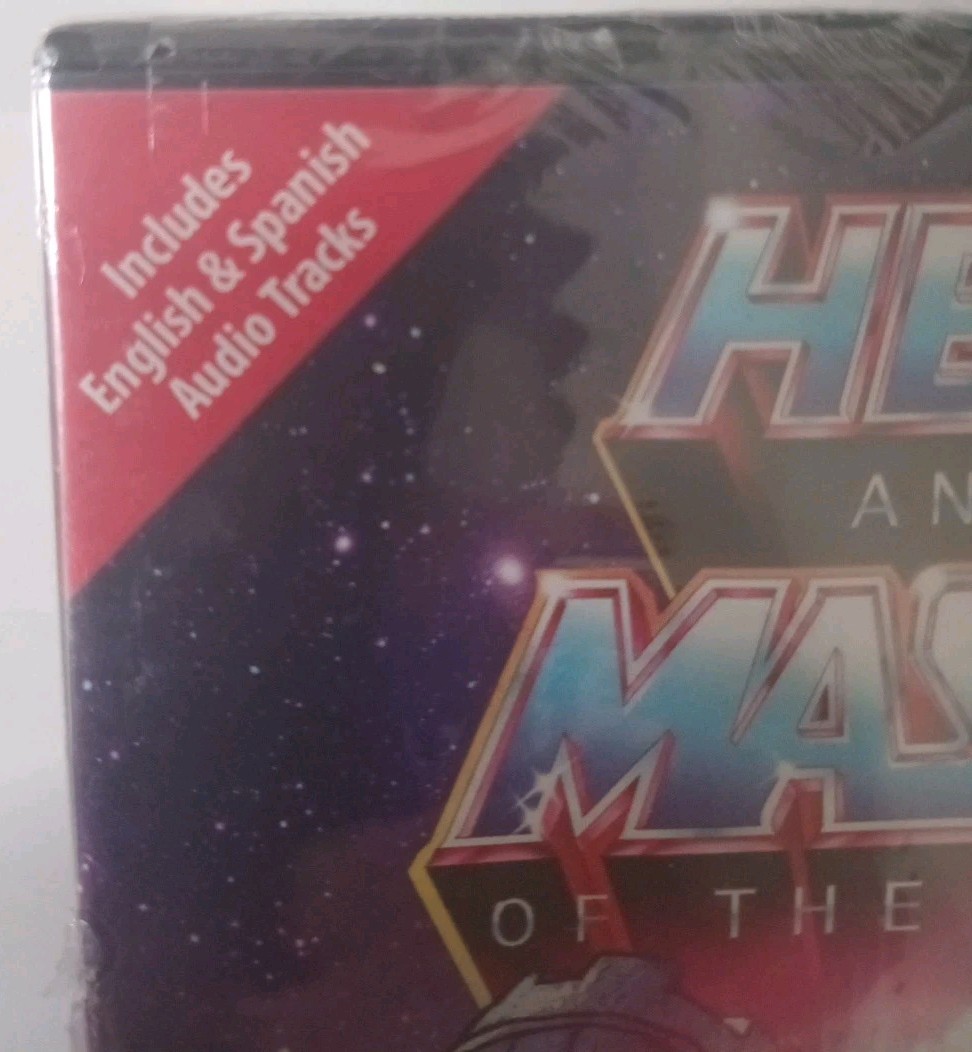 Includes
English & Spanish
Audio Tracks
HE
AN
MAS
OF THE